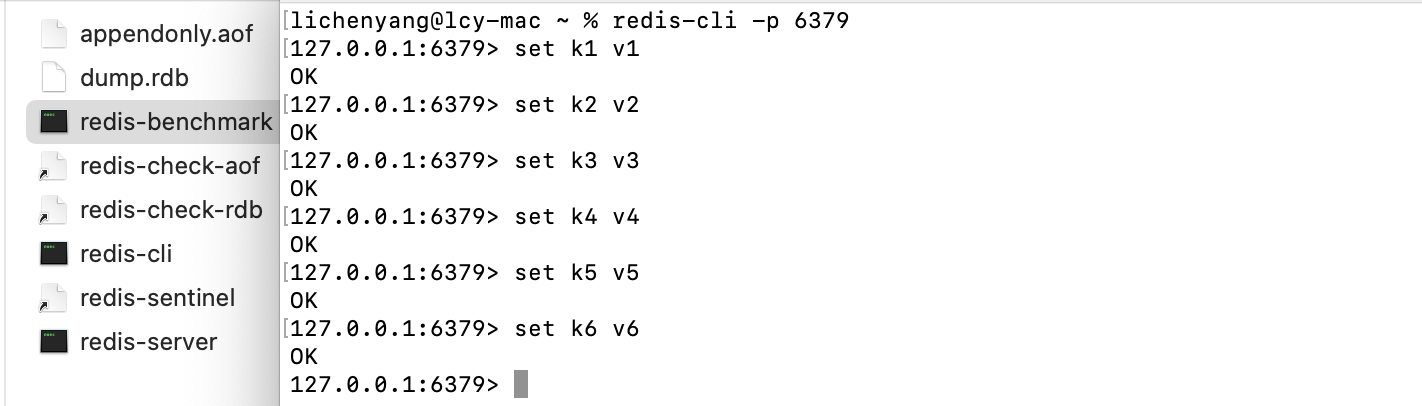 appendonly.aof
dump.rdb
redis-benchmark
redis-check-aof
redis-check-rdb
redis-cli
redis-sentinel
redis-server
[lichenyang@lcy-mac ~ % redis-cli -p 6379
[127.0.0.1:6379> set k1 v1
OK
[127.0.0.1:6379> set k2 v2
OK
[127.0.0.1:6379> set k3 v3
OK
[127.0.0.1:6379> set k4 v4
OK
[127.0.0.1:6379> set k5 v5
OK
[127.0.0.1:6379> set k6 v6
OK
127.0.0.1:6379>